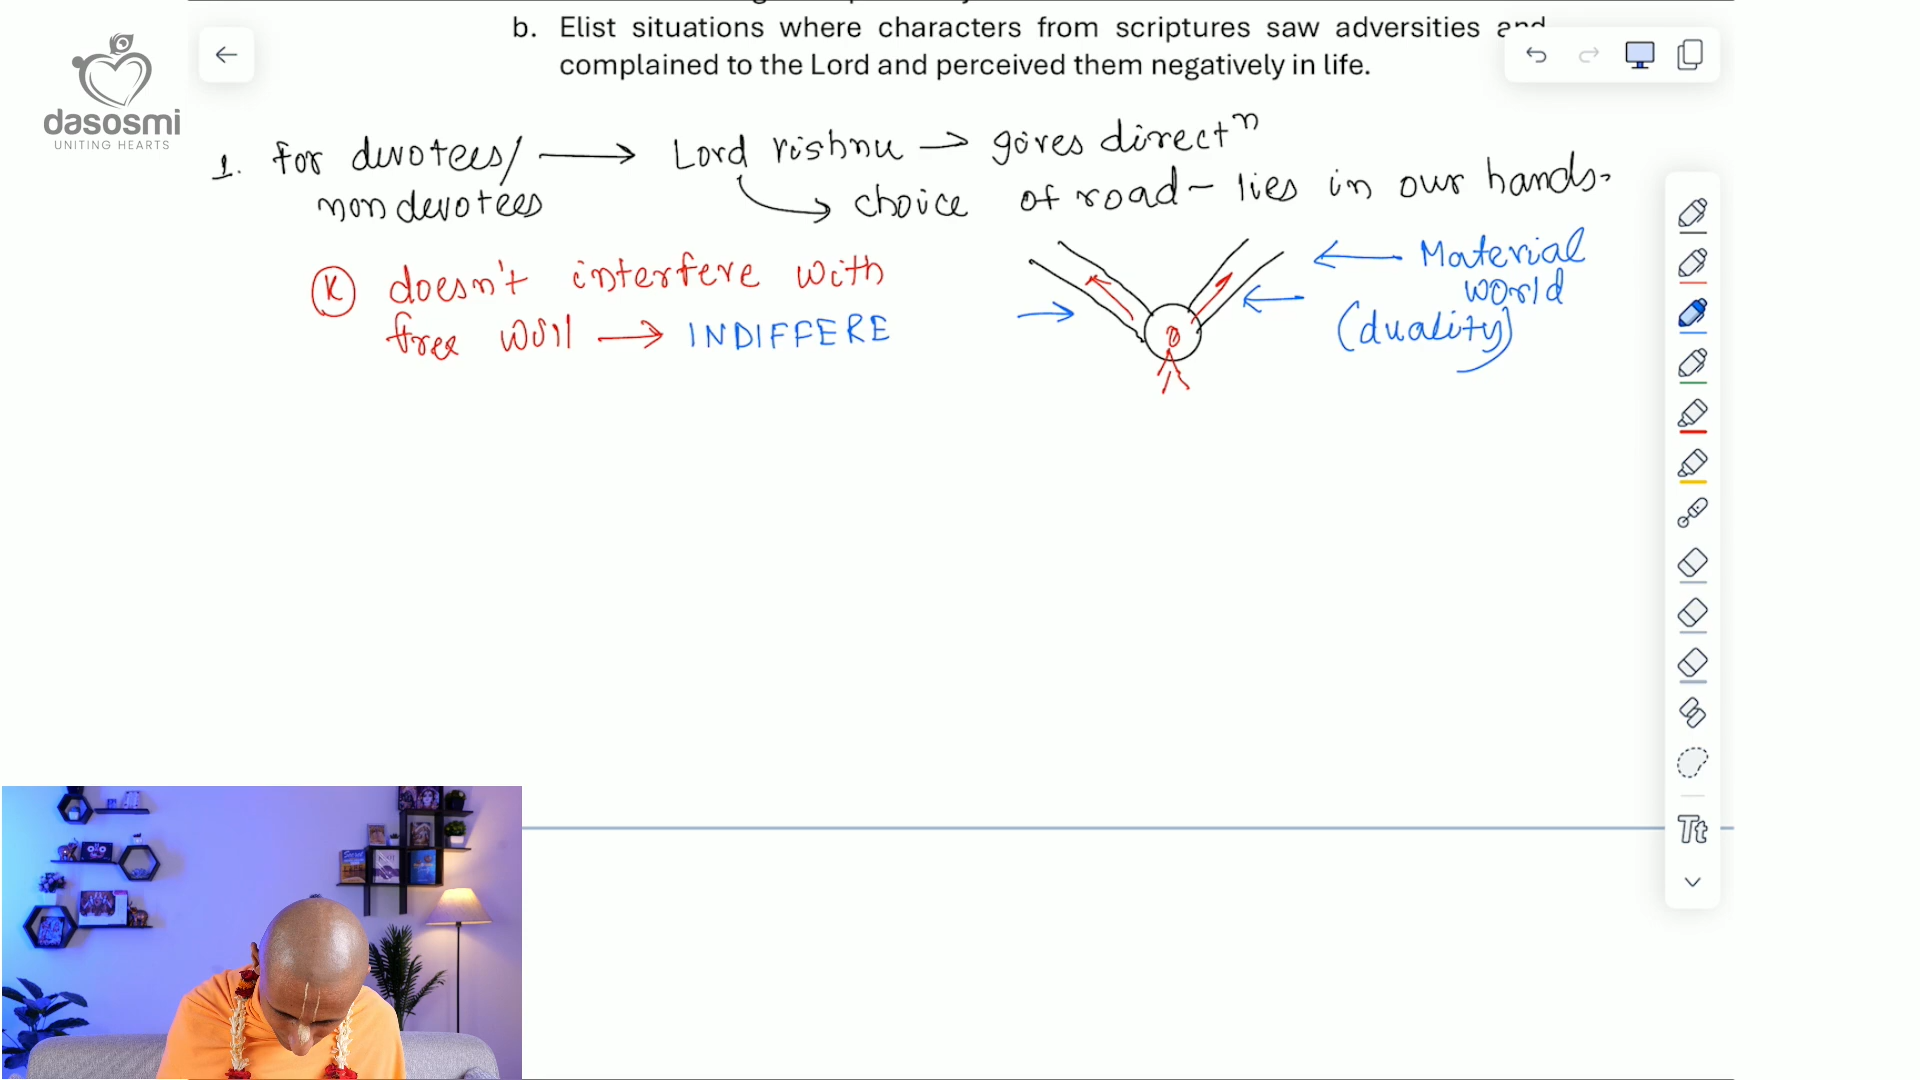 b. Elist situations where characters from scriptures saw adversities and
complained to the Lord and perceived them negatively in life.
dasosmi
UNITING HEARTS
1. For devotees/ → Lord Vishnu → gives directⁿ
non devotees → choice of road - lies in our hands.
K doesn't interfere with
free will → INDIFFERE
← Material
world
(duality)
Tt